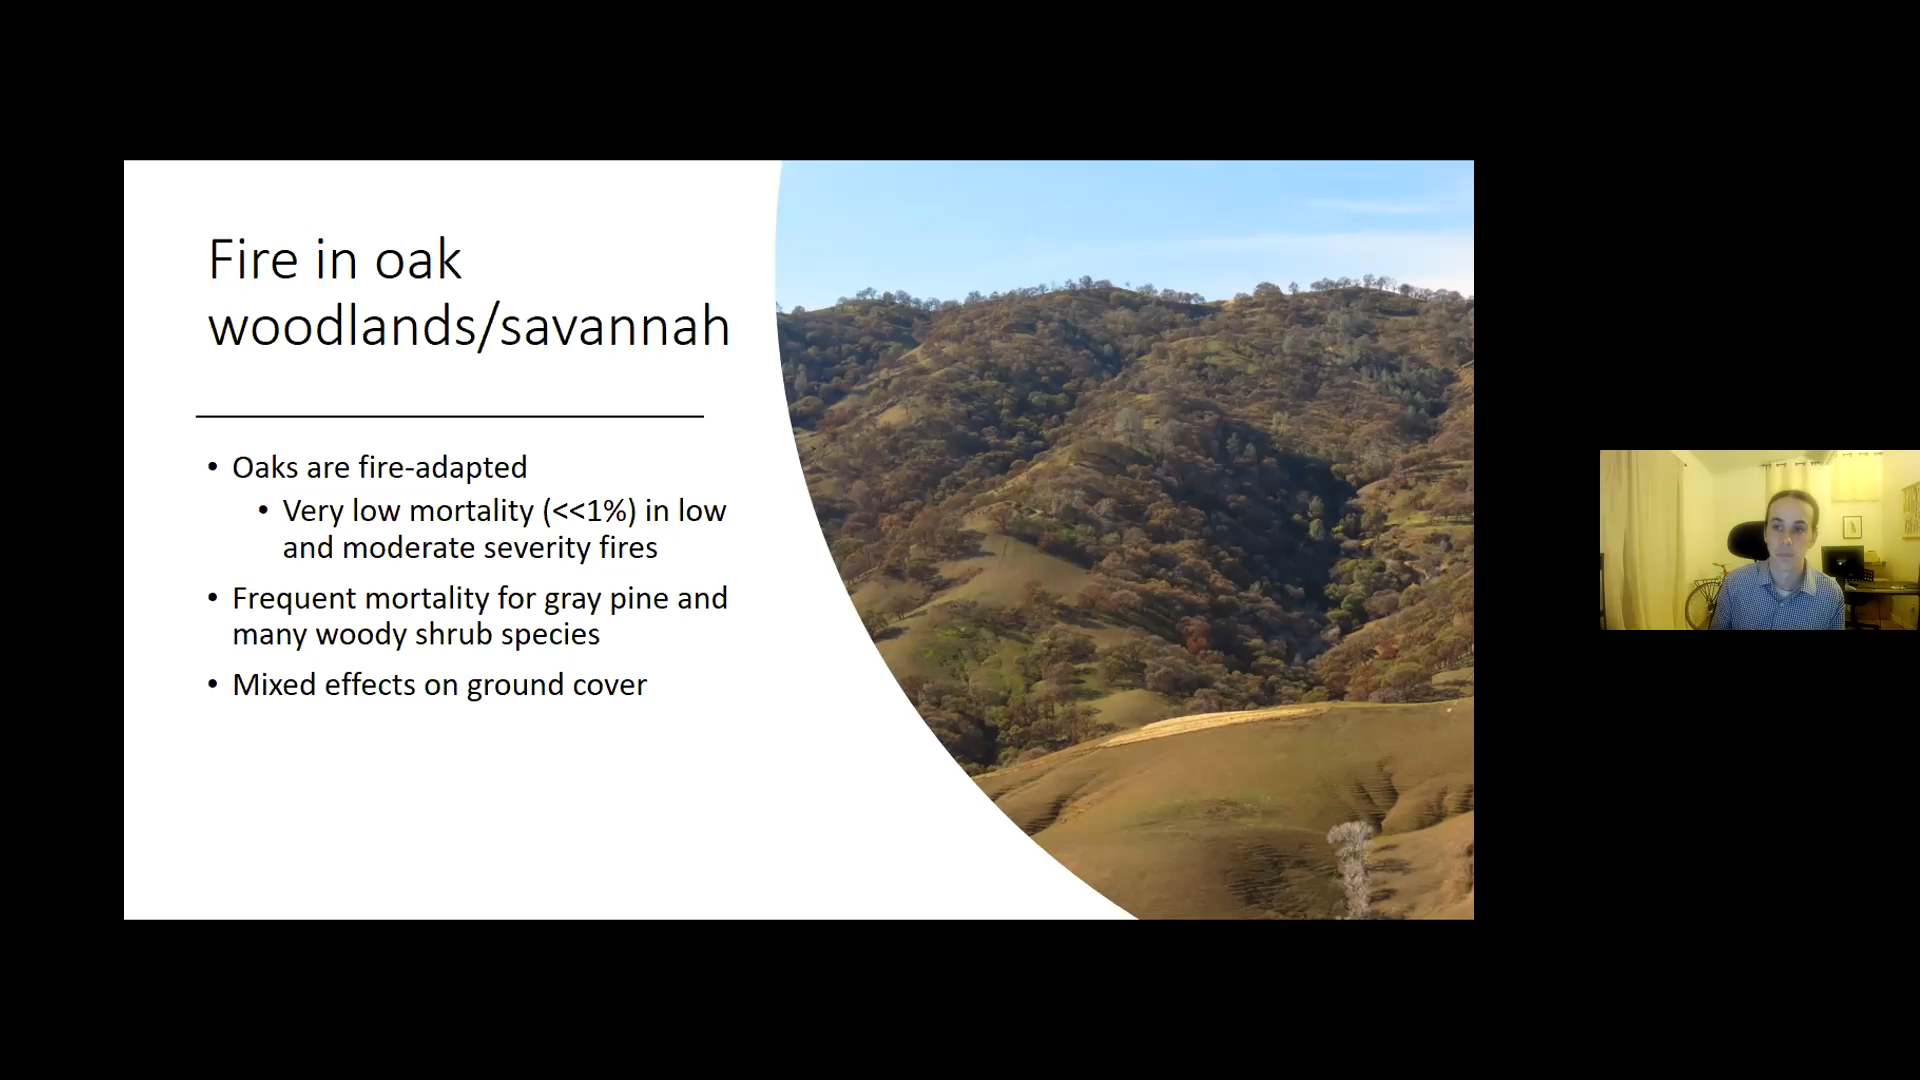 Fire in oak
woodlands/savannah
• Oaks are fire-adapted
• Very low mortality (<<1%) in low
and moderate severity fires
• Frequent mortality for gray pine and
many woody shrub species
• Mixed effects on ground cover